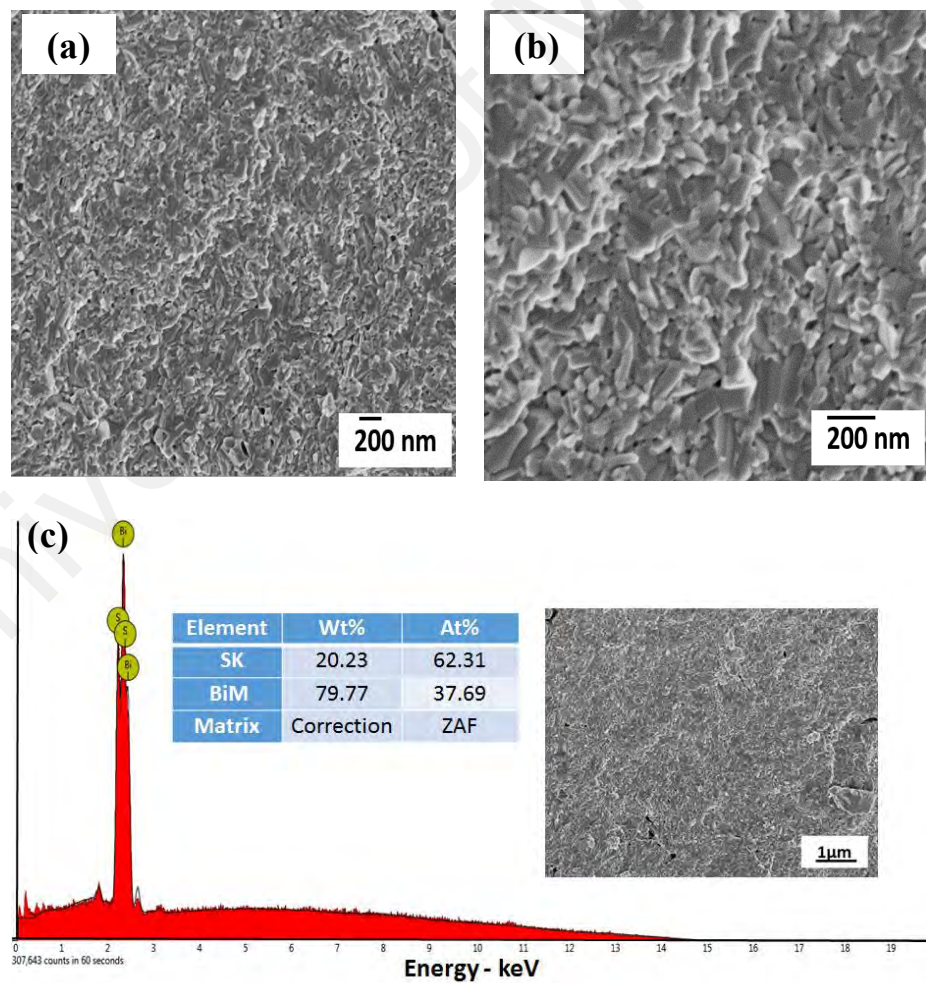 (a)
200 nm
(b)
200 nm
(c)
Bi
S
S
Bi
Element Wt% At%
SK 20.23 62.31
BiM 79.77 37.69
Matrix Correction ZAF
1µm
0 1 2 3 4 5 6 7 8 9 10 11 12 13 14 15 16 17 18 19
307,643 counts in 60 seconds
Energy - keV